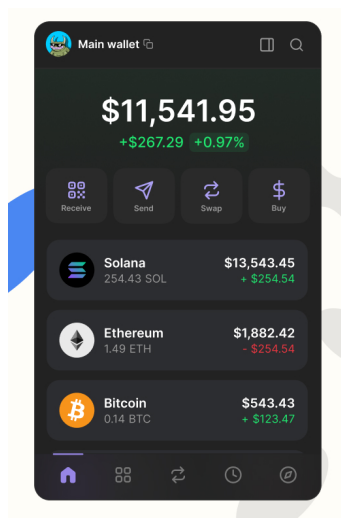 Main wallet
$11,541.95
+$267.29 +0.97%
Receive Send Swap Buy
Solana $13,543.45
254.43 SOL + $254.54
Ethereum $1,882.42
1.49 ETH - $254.54
Bitcoin $543.43
0.14 BTC + $123.47